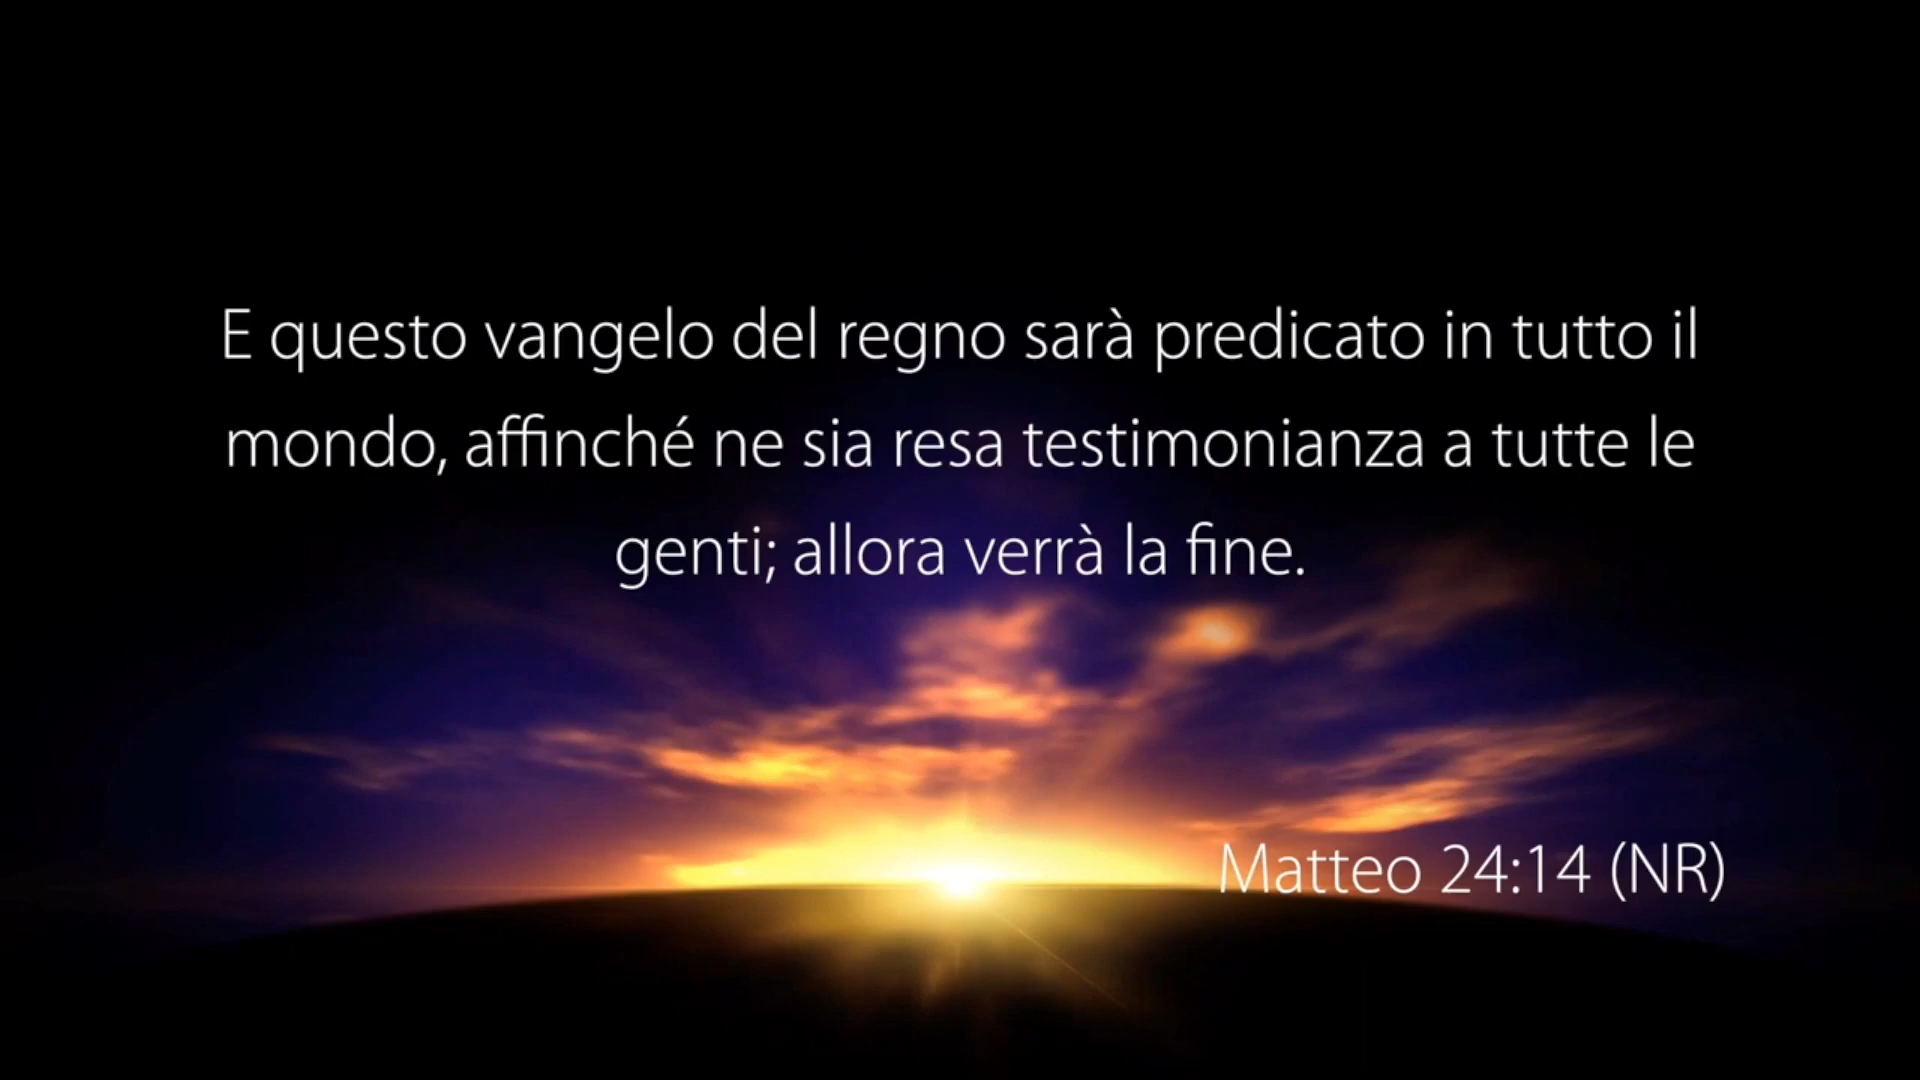 E questo vangelo del regno sarà predicato in tutto il
mondo, affinché ne sia resa testimonianza a tutte le
genti; allora verrà la fine.
Matteo 24:14 (NR)